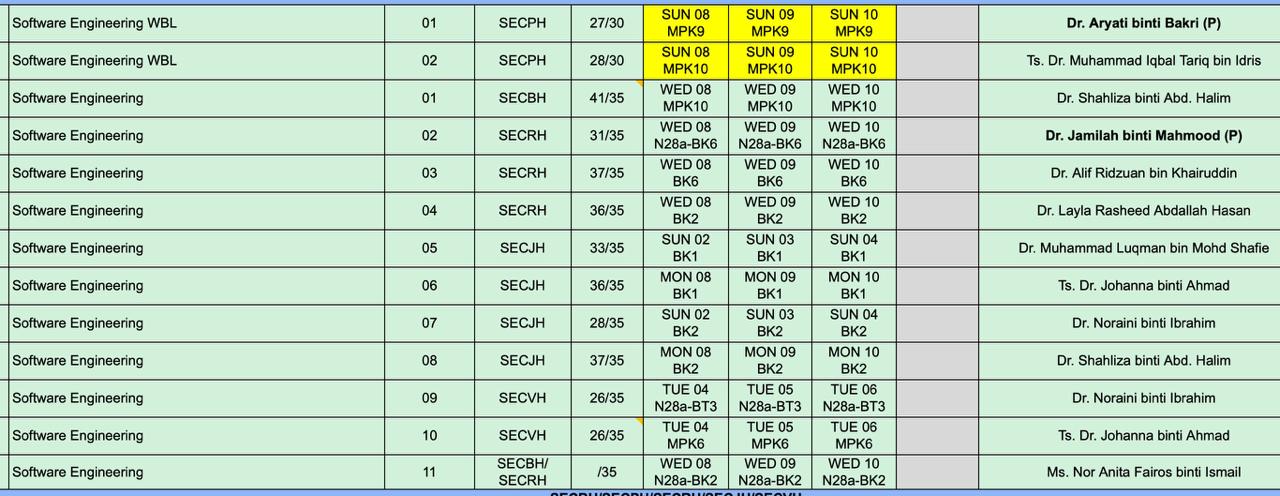 Software Engineering WBL 01 SECPH 27/30 SUN 08 MPK9 SUN 09 MPK9 SUN 10 MPK9 Dr. Aryati binti Bakri (P)
Software Engineering WBL 02 SECPH 28/30 SUN 08 MPK10 SUN 09 MPK10 SUN 10 MPK10 Ts. Dr. Muhammad Iqbal Tariq bin Idris
Software Engineering 01 SECBH 41/35 WED 08 MPK10 WED 09 MPK10 WED 10 MPK10 Dr. Shahliza binti Abd. Halim
Software Engineering 02 SECRH 31/35 WED 08 N28a-BK6 WED 09 N28a-BK6 WED 10 N28a-BK6 Dr. Jamilah binti Mahmood (P)
Software Engineering 03 SECRH 37/35 WED 08 BK6 WED 09 BK6 WED 10 BK6 Dr. Alif Ridzuan bin Khairuddin
Software Engineering 04 SECRH 36/35 WED 08 BK2 WED 09 BK2 WED 10 BK2 Dr. Layla Rasheed Abdallah Hasan
Software Engineering 05 SECJH 33/35 SUN 02 BK1 SUN 03 BK1 SUN 04 BK1 Dr. Muhammad Luqman bin Mohd Shafie
Software Engineering 06 SECJH 36/35 MON 08 BK1 MON 09 BK1 MON 10 BK1 Ts. Dr. Johanna binti Ahmad
Software Engineering 07 SECJH 28/35 SUN 02 BK2 SUN 03 BK2 SUN 04 BK2 Dr. Noraini binti Ibrahim
Software Engineering 08 SECJH 37/35 MON 08 BK2 MON 09 BK2 MON 10 BK2 Dr. Shahliza binti Abd. Halim
Software Engineering 09 SECVH 26/35 TUE 04 N28a-BT3 TUE 05 N28a-BT3 TUE 06 N28a-BT3 Dr. Noraini binti Ibrahim
Software Engineering 10 SECVH 26/35 TUE 04 MPK6 TUE 05 MPK6 TUE 06 MPK6 Ts. Dr. Johanna binti Ahmad
Software Engineering 11 SECBH/ SECRH /35 WED 08 N28a-BK2 WED 09 N28a-BK2 WED 10 N28a-BK2 Ms. Nor Anita Fairos binti Ismail